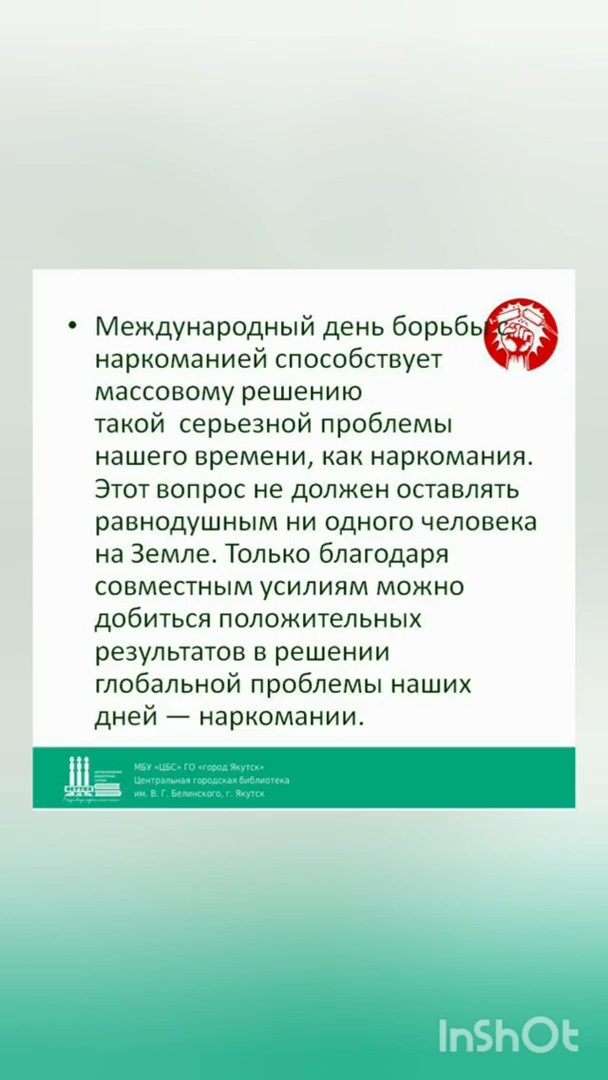 • Международный день борьбы с
наркоманией способствует
массовому решению
такой  серьезной проблемы
нашего времени, как наркомания.
Этот вопрос не должен оставлять
равнодушным ни одного человека
на Земле. Только благодаря
совместным усилиям можно
добиться положительных
результатов в решении
глобальной проблемы наших
дней — наркомании.
МБУ «ЦБС» ГО «город Якутск»
Центральная городская библиотека
им. В. Г. Белинского, г. Якутск
InShOt